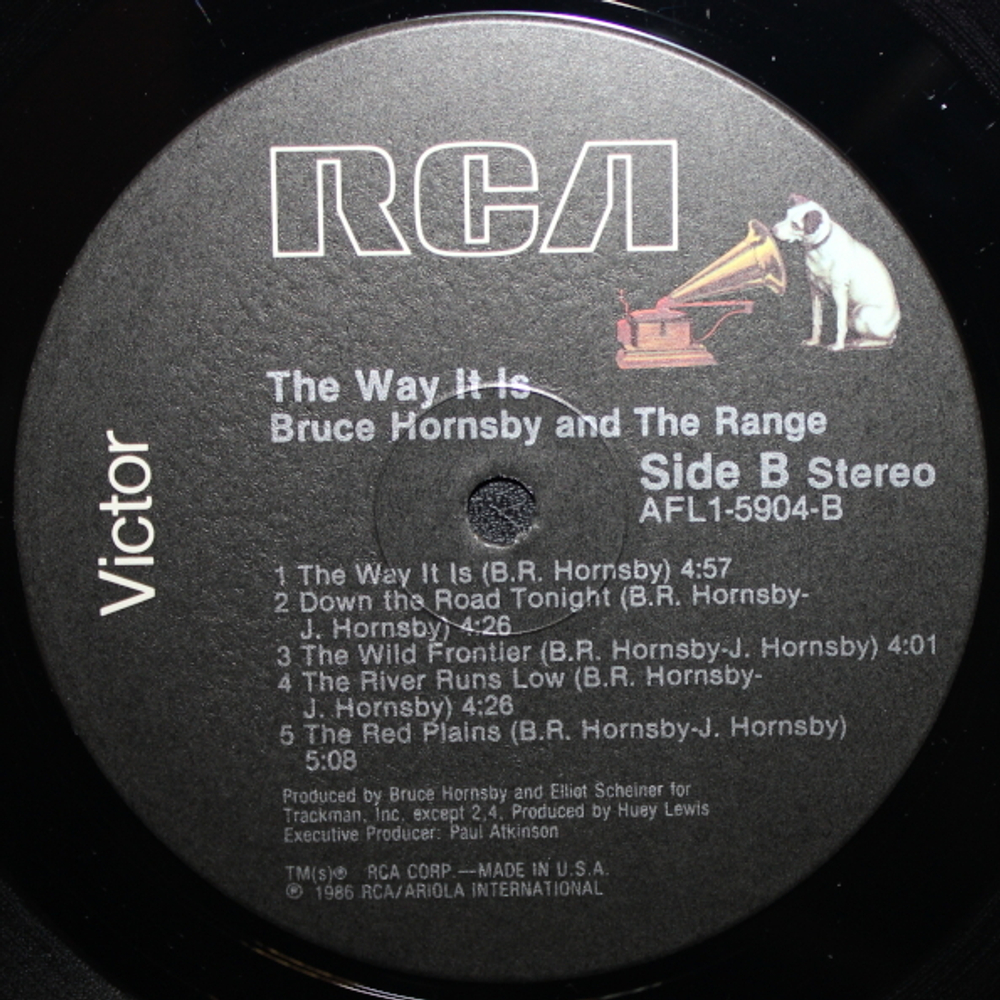 RCA
Victor
The Way It Is
Bruce Hornsby and The Range
Side B Stereo
AFL1-5904-B
1 The Way It Is (B.R. Hornsby) 4:57
2 Down the Road Tonight (B.R. Hornsby-
J. Hornsby) 4:26
3 The Wild Frontier (B.R. Hornsby-J. Hornsby) 4:01
4 The River Runs Low (B.R. Hornsby-
J. Hornsby) 4:26
5 The Red Plains (B.R. Hornsby-J. Hornsby)
5:08
Produced by Bruce Hornsby and Elliot Scheiner for
Trackman, Inc. except 2,4, Produced by Huey Lewis
Executive Producer: Paul Atkinson
TM(s)® RCA CORP.—MADE IN U.S.A.
℗ 1986 RCA/ARIOLA INTERNATIONAL